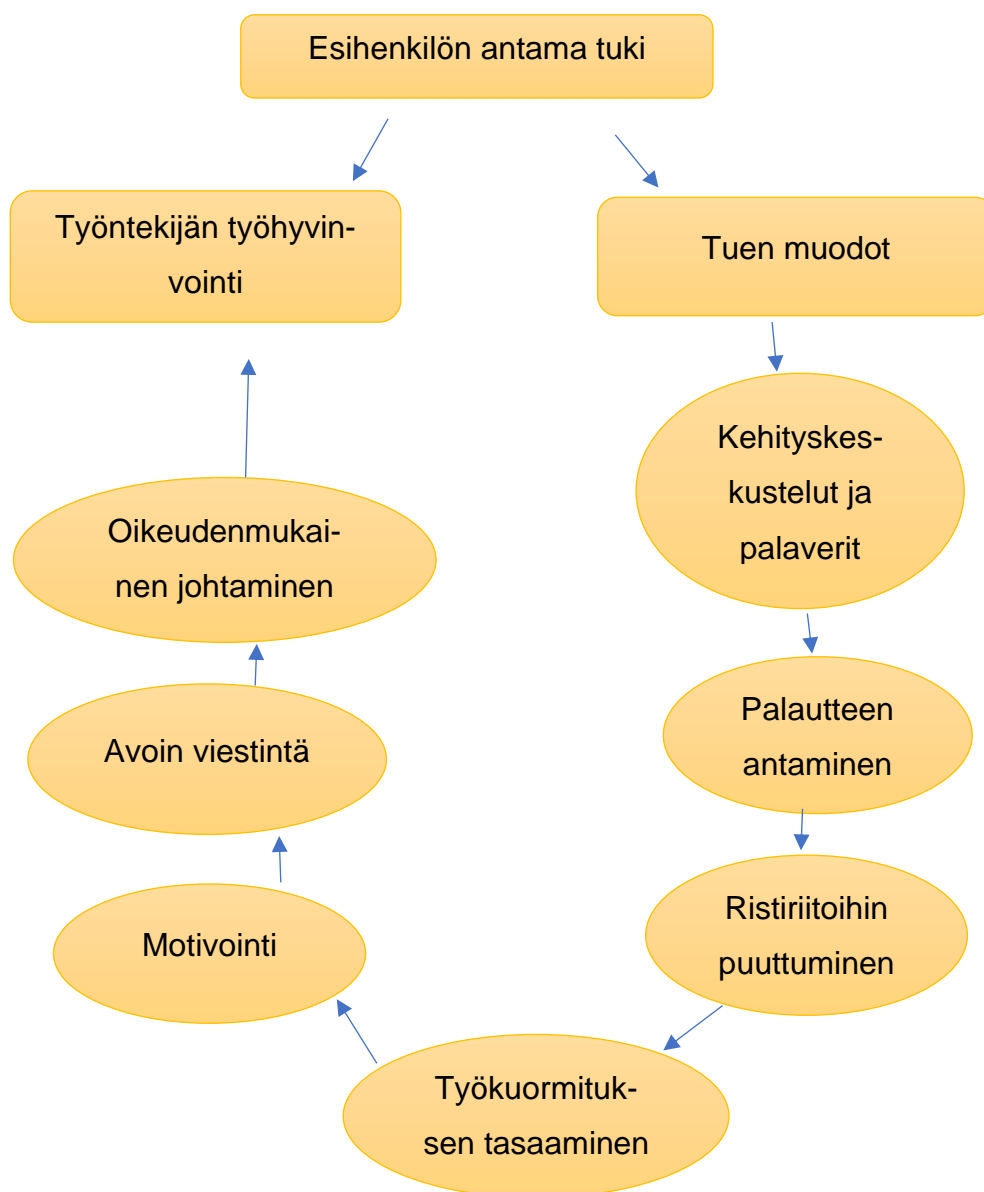 Esihenkilön antama tuki
Työntekijän työhyvin-
vointi
Tuen muodot
Kehityskes-
kustelut ja
palaverit
Palautteen
antaminen
Ristiriitoihin
puuttuminen
Työkuormituk-
sen tasaaminen
Motivointi
Avoin viestintä
Oikeudenmukai-
nen johtaminen